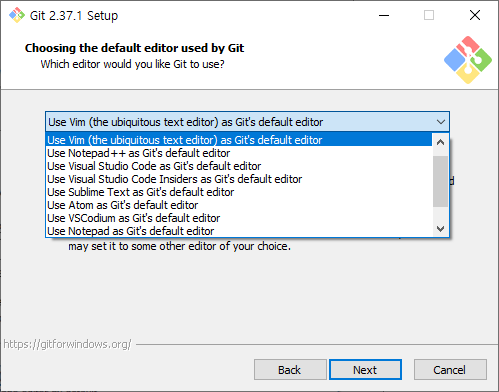 Git 2.37.1 Setup
Choosing the default editor used by Git
Which editor would you like Git to use?
Use Vim (the ubiquitous text editor) as Git's default editor
Use Vim (the ubiquitous text editor) as Git's default editor
Use Notepad++ as Git's default editor
Use Visual Studio Code as Git's default editor
Use Visual Studio Code Insiders as Git's default editor
Use Sublime Text as Git's default editor
Use Atom as Git's default editor
Use VSCodium as Git's default editor
Use Notepad as Git's default editor
may set it to some other editor of your choice.
https://gitforwindows.org/
Back
Next
Cancel